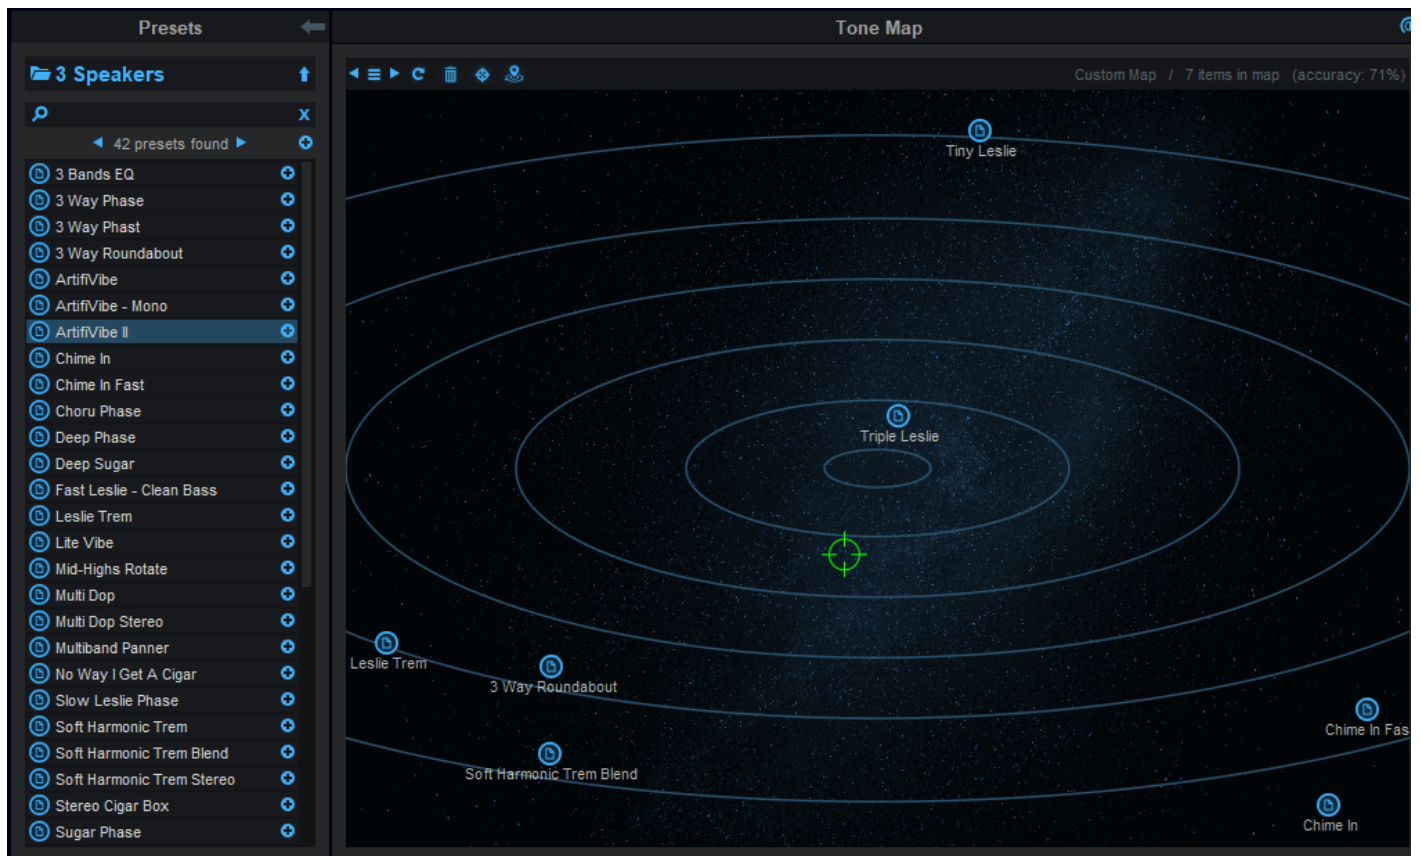 Presets
Tone Map
3 Speakers
Custom Map / 7 items in map (accuracy: 71%)
X
42 presets found
3 Bands EQ
3 Way Phase
3 Way Phast
3 Way Roundabout
ArtifiVibe
ArtifiVibe - Mono
ArtifiVibe II
Chime In
Chime In Fast
Choru Phase
Deep Phase
Deep Sugar
Fast Leslie - Clean Bass
Leslie Trem
Lite Vibe
Mid-Highs Rotate
Multi Dop
Multi Dop Stereo
Multiband Panner
No Way I Get A Cigar
Slow Leslie Phase
Soft Harmonic Trem
Soft Harmonic Trem Blend
Soft Harmonic Trem Stereo
Stereo Cigar Box
Sugar Phase
Tiny Leslie
Triple Leslie
Leslie Trem
3 Way Roundabout
Chime In Fas
Soft Harmonic Trem Blend
Chime In